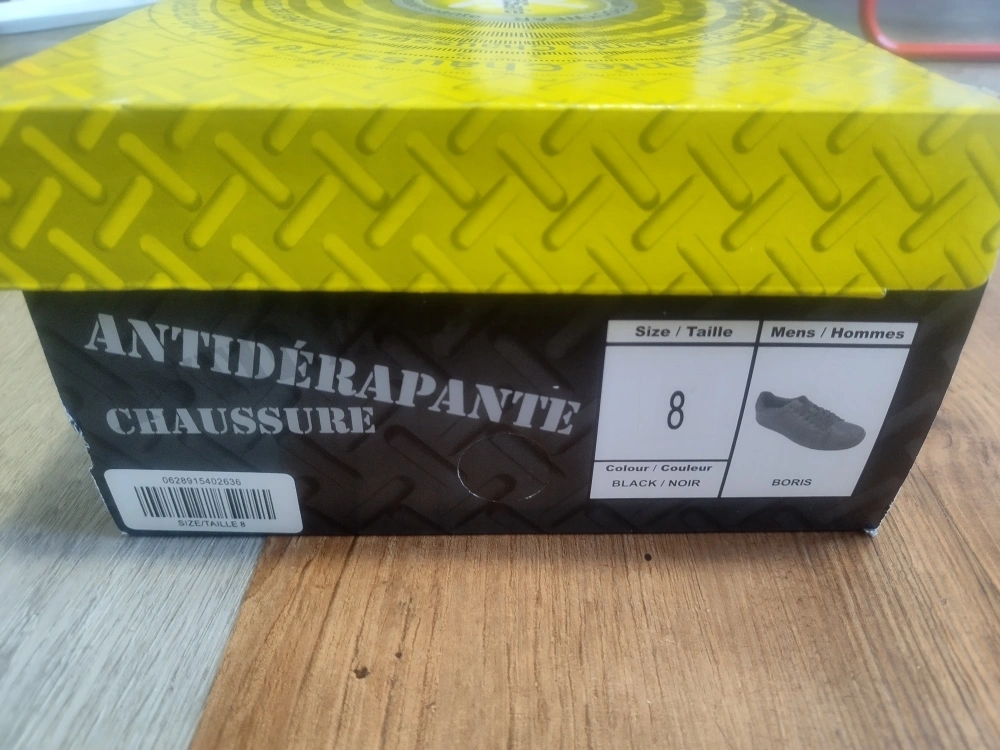 ANTIDÉRAPANTE
CHAUSSURE
0628915402636
SIZE/TAILLE 8
Size / Taille
8
Colour / Couleur
BLACK / NOIR
Mens / Hommes
BORIS